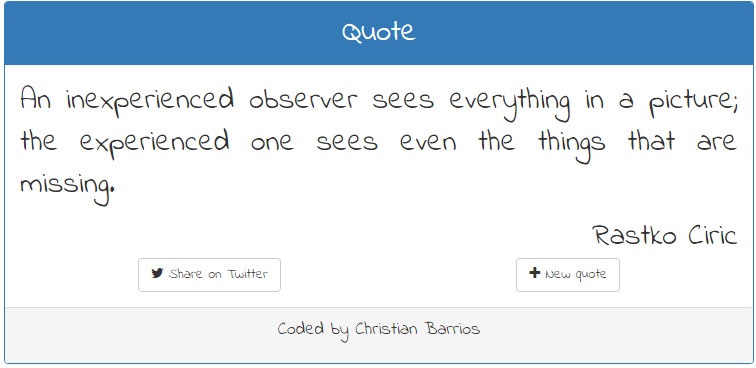 Quote
An inexperienced observer sees everything in a picture;
the experienced one sees even the things that are
missing.
Rastko Ciric
Share on Twitter
New quote
Coded by Christian Barrios